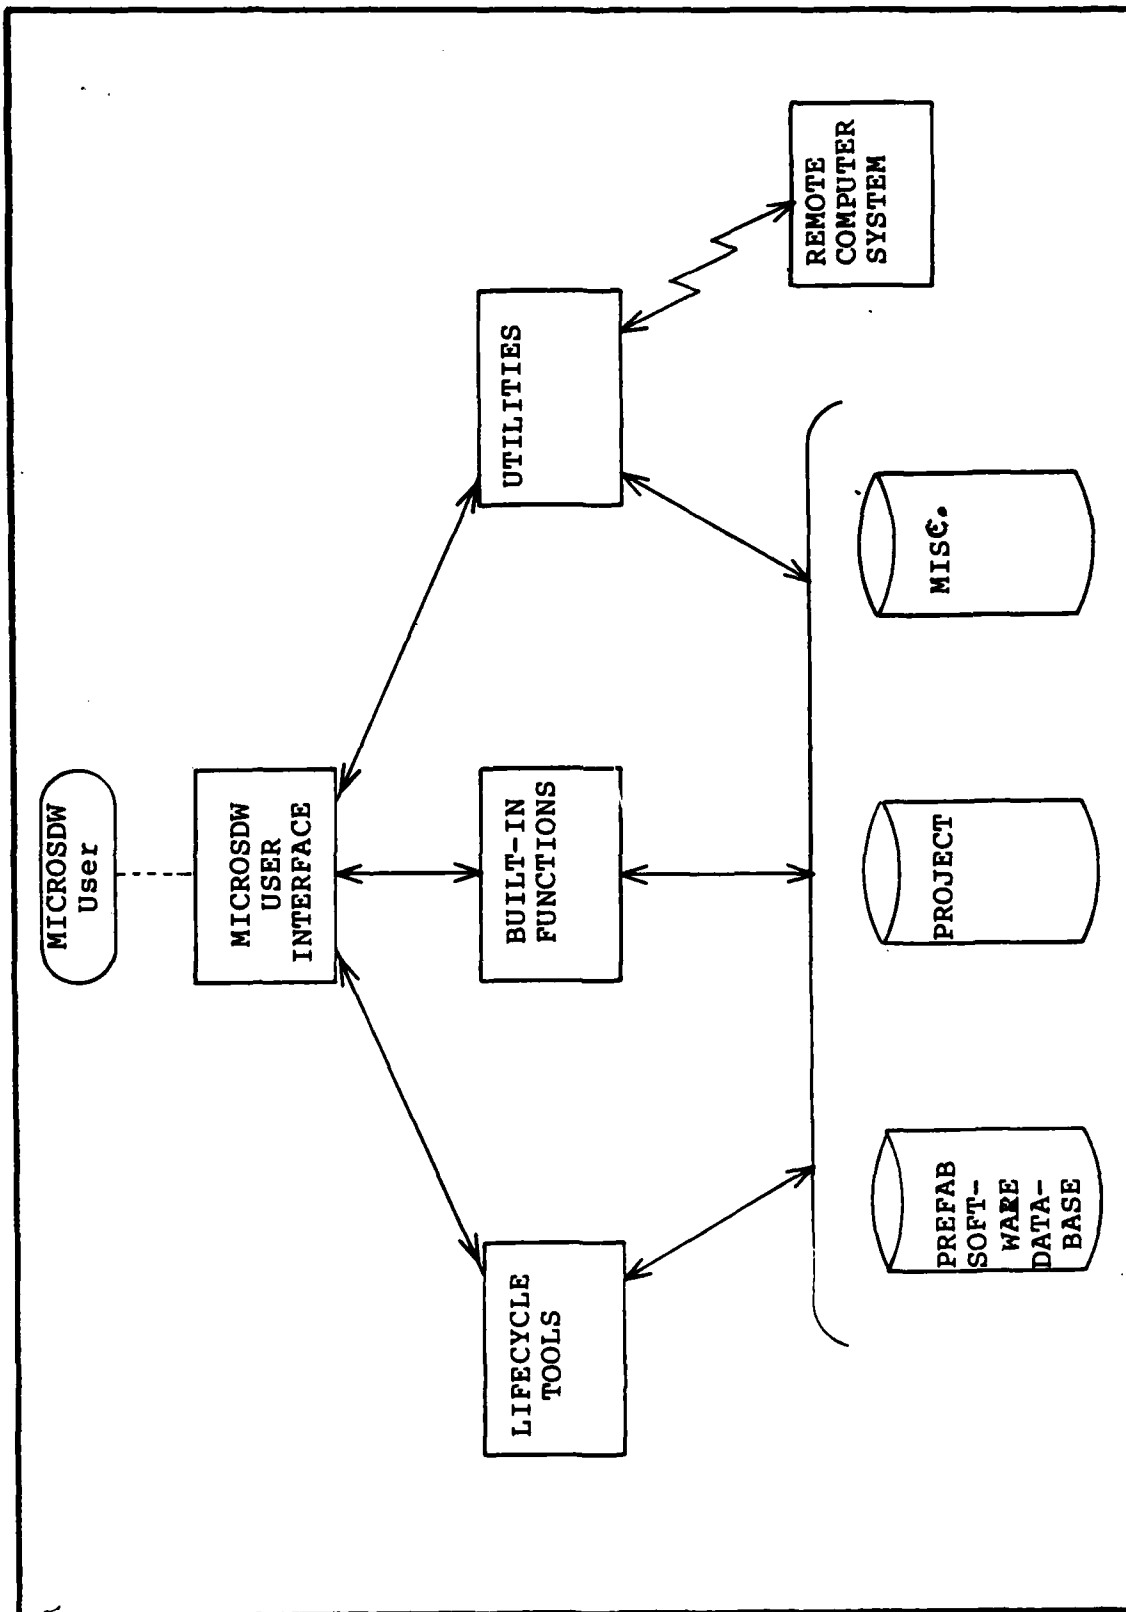 MICROSDW
User
MICROSDW
USER
INTERFACE
LIFECYCLE
TOOLS
BUILT-IN
FUNCTIONS
UTILITIES
REMOTE
COMPUTER
SYSTEM
PREFAB
SOFT-
WARE
DATA-
BASE
PROJECT
MISC.